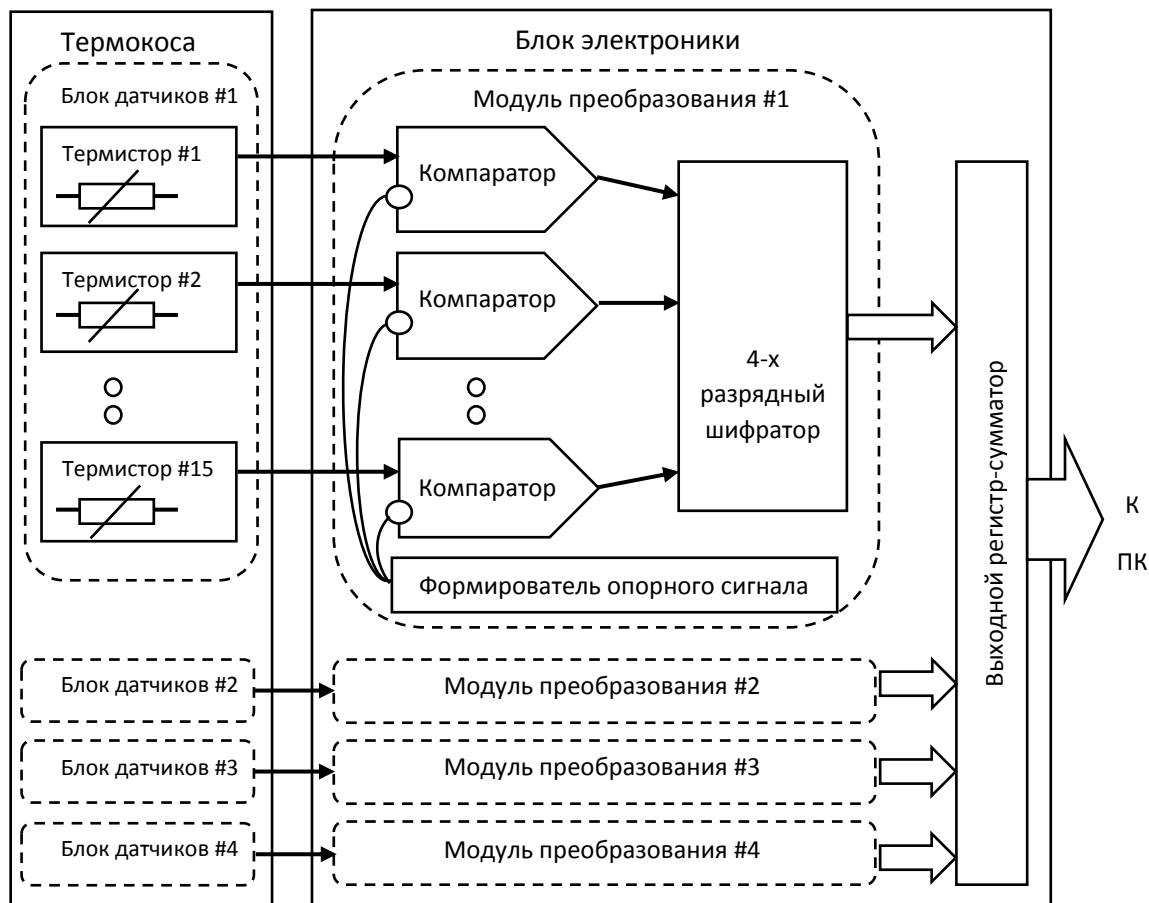 Термокоса
Блок датчиков #1
Термистор #1
Термистор #2
Термистор #15
Блок датчиков #2
Блок датчиков #3
Блок датчиков #4
Блок электроники
Модуль преобразования #1
Компаратор
Компаратор
Компаратор
4-х
разрядный
шифратор
Формирователь опорного сигнала
Модуль преобразования #2
Модуль преобразования #3
Модуль преобразования #4
Выходной регистр-сумматор
К
ПК